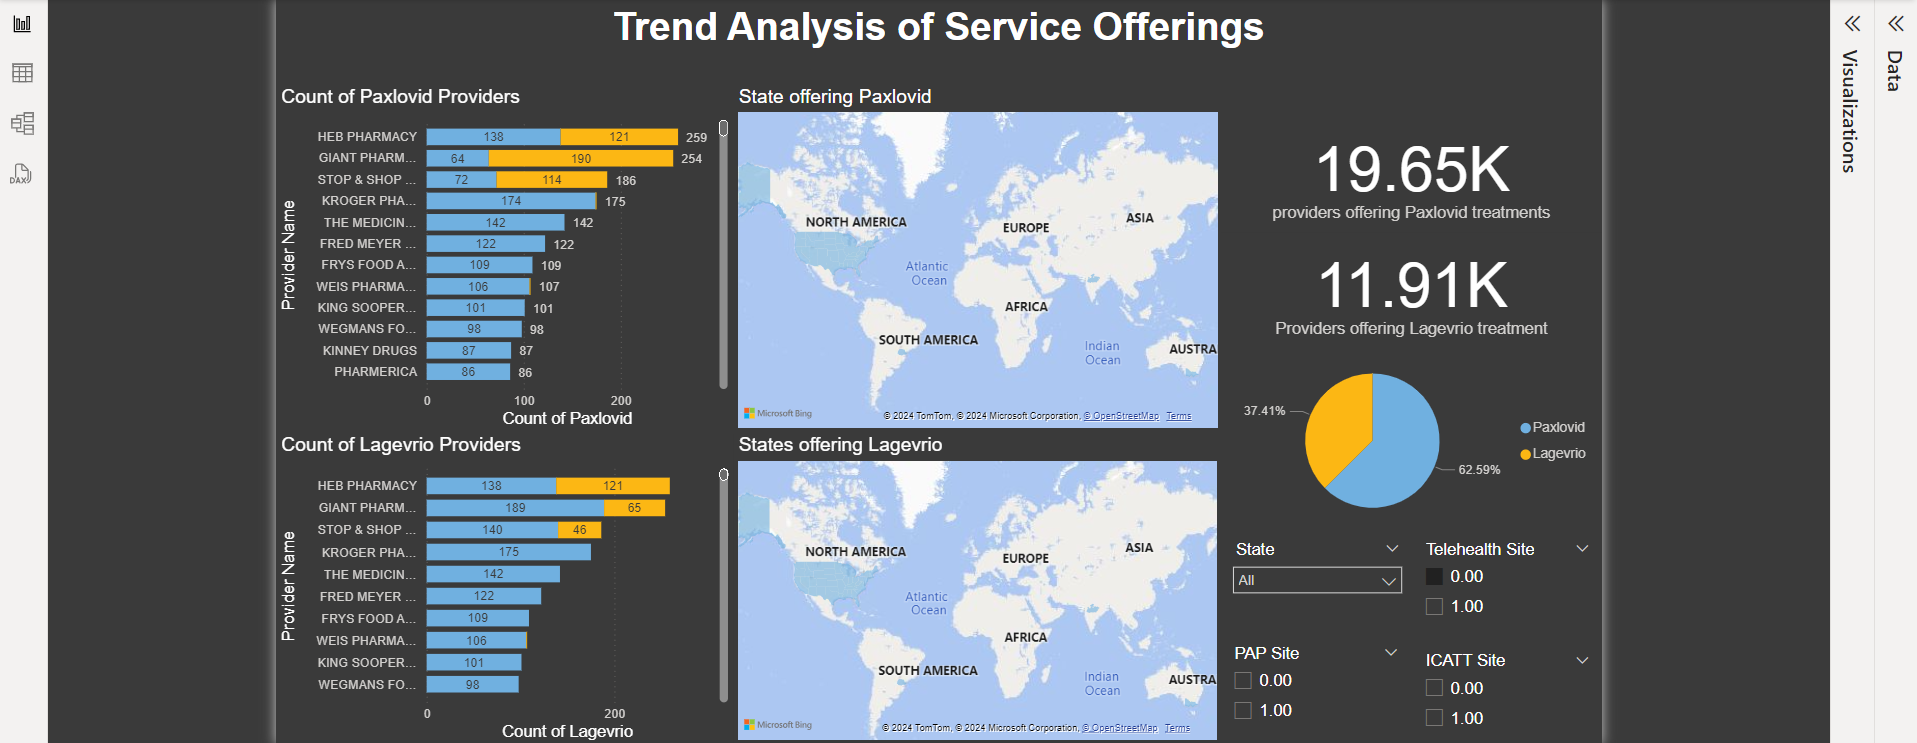 Trend Analysis of Service Offerings
Count of Paxlovid Providers
Provider Name
HEB PHARMACY 138 121 259
GIANT PHARM... 64 190 254
STOP & SHOP ... 72 114 186
KROGER PHA... 174 175
THE MEDICIN... 142 142
FRED MEYER ... 122 122
FRYS FOOD A... 109 109
WEIS PHARMA... 106 107
KING SOOPER... 101 101
WEGMANS FO... 98 98
KINNEY DRUGS 87 87
PHARMERICA 86 86
0 100 200
Count of Paxlovid
State offering Paxlovid
NORTH AMERICA
EUROPE
ASIA
Atlantic
Ocean
AFRICA
SOUTH AMERICA
Indian
Ocean
AUSTRA
Microsoft Bing
© 2024 TomTom, © 2024 Microsoft Corporation, © OpenStreetMap Terms
19.65K
providers offering Paxlovid treatments
11.91K
Providers offering Lagevrio treatment
37.41%
62.59%
Paxlovid
Lagevrio
Count of Lagevrio Providers
Provider Name
HEB PHARMACY 138 121
GIANT PHARM... 189 65
STOP & SHOP ... 140 46
KROGER PHA... 175
THE MEDICIN... 142
FRED MEYER ... 122
FRYS FOOD A... 109
WEIS PHARMA... 106
KING SOOPER... 101
WEGMANS FO... 98
0 200
Count of Lagevrio
States offering Lagevrio
NORTH AMERICA
EUROPE
ASIA
Atlantic
Ocean
AFRICA
SOUTH AMERICA
Indian
Ocean
AUSTRA
Microsoft Bing
© 2024 TomTom, © 2024 Microsoft Corporation, © OpenStreetMap Terms
State
All
Telehealth Site
0.00
1.00
PAP Site
0.00
1.00
ICATT Site
0.00
1.00
Visualizations
Data
DAX